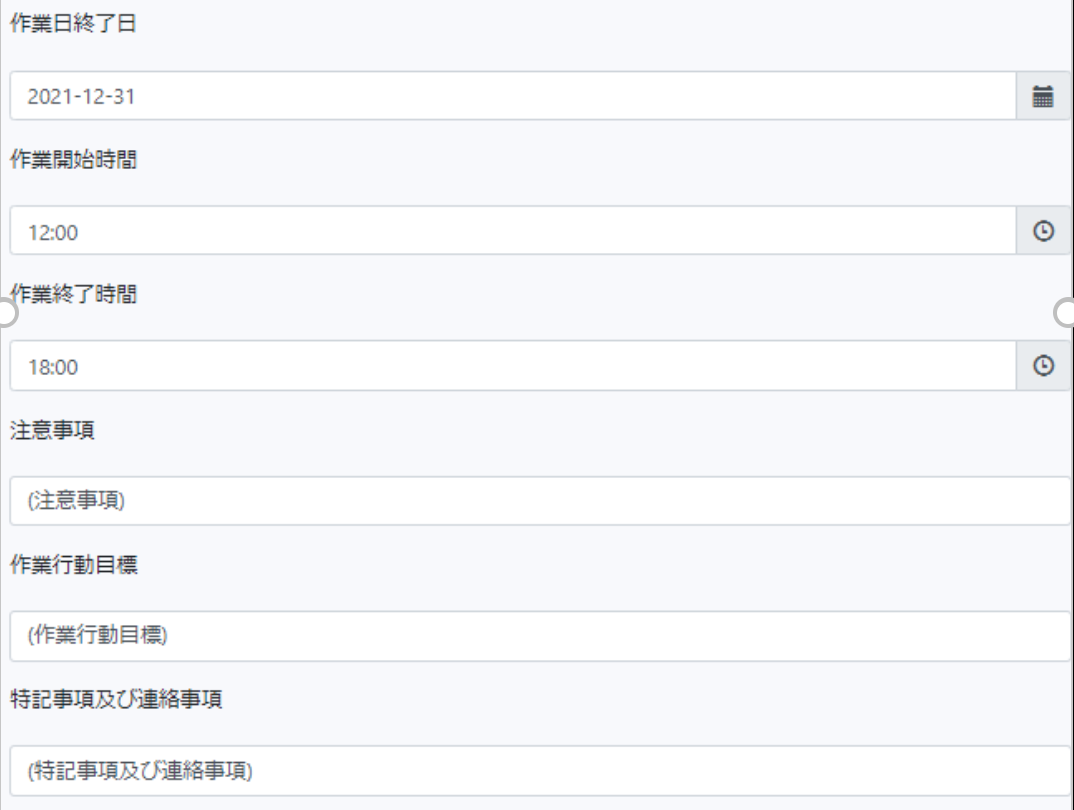 作業日終了日
2021-12-31
作業開始時間
12:00
作業終了時間
18:00
注意事項
(注意事項)
作業行動目標
(作業行動目標)
特記事項及び連絡事項
(特記事項及び連絡事項)